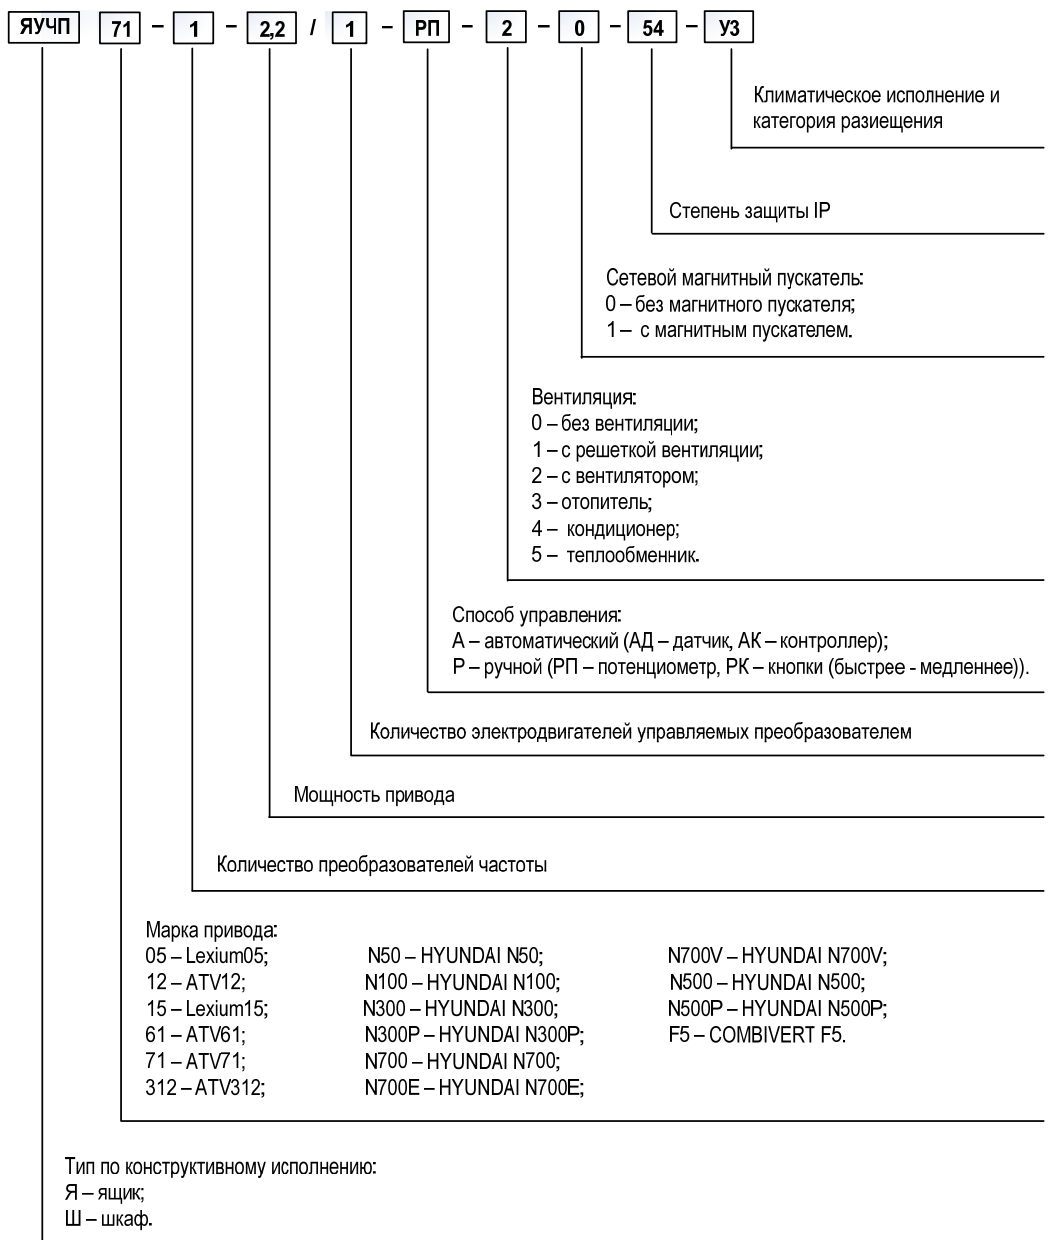 ЯУЧП 71 – 1 – 2,2 / 1 – РП – 2 – 0 – 54 – У3
Климатическое исполнение и
категория разиещения
Степень защиты IP
Сетевой магнитный пускатель:
0 – без магнитного пускателя;
1 – с магнитным пускателем.
Вентиляция:
0 – без вентиляции;
1 – с решеткой вентиляции;
2 – с вентилятором;
3 – отопитель;
4 – кондиционер;
5 – теплообменник.
Способ управления:
А – автоматический (АД – датчик, АК – контроллер);
Р – ручной (РП – потенциометр, РК – кнопки (быстрее - медленнее)).
Количество электродвигателей управляемых преобразователем
Мощность привода
Количество преобразователей частоты
Марка привода:
05 – Lexium05; N50 – HYUNDAI N50; N700V – HYUNDAI N700V;
12 – ATV12; N100 – HYUNDAI N100; N500 – HYUNDAI N500;
15 – Lexium15; N300 – HYUNDAI N300; N500P – HYUNDAI N500P;
61 – ATV61; N300P – HYUNDAI N300P; F5 – COMBIVERT F5.
71 – ATV71; N700 – HYUNDAI N700;
312 – ATV312; N700E – HYUNDAI N700E;
Тип по конструктивному исполнению:
Я – ящик;
Ш – шкаф.